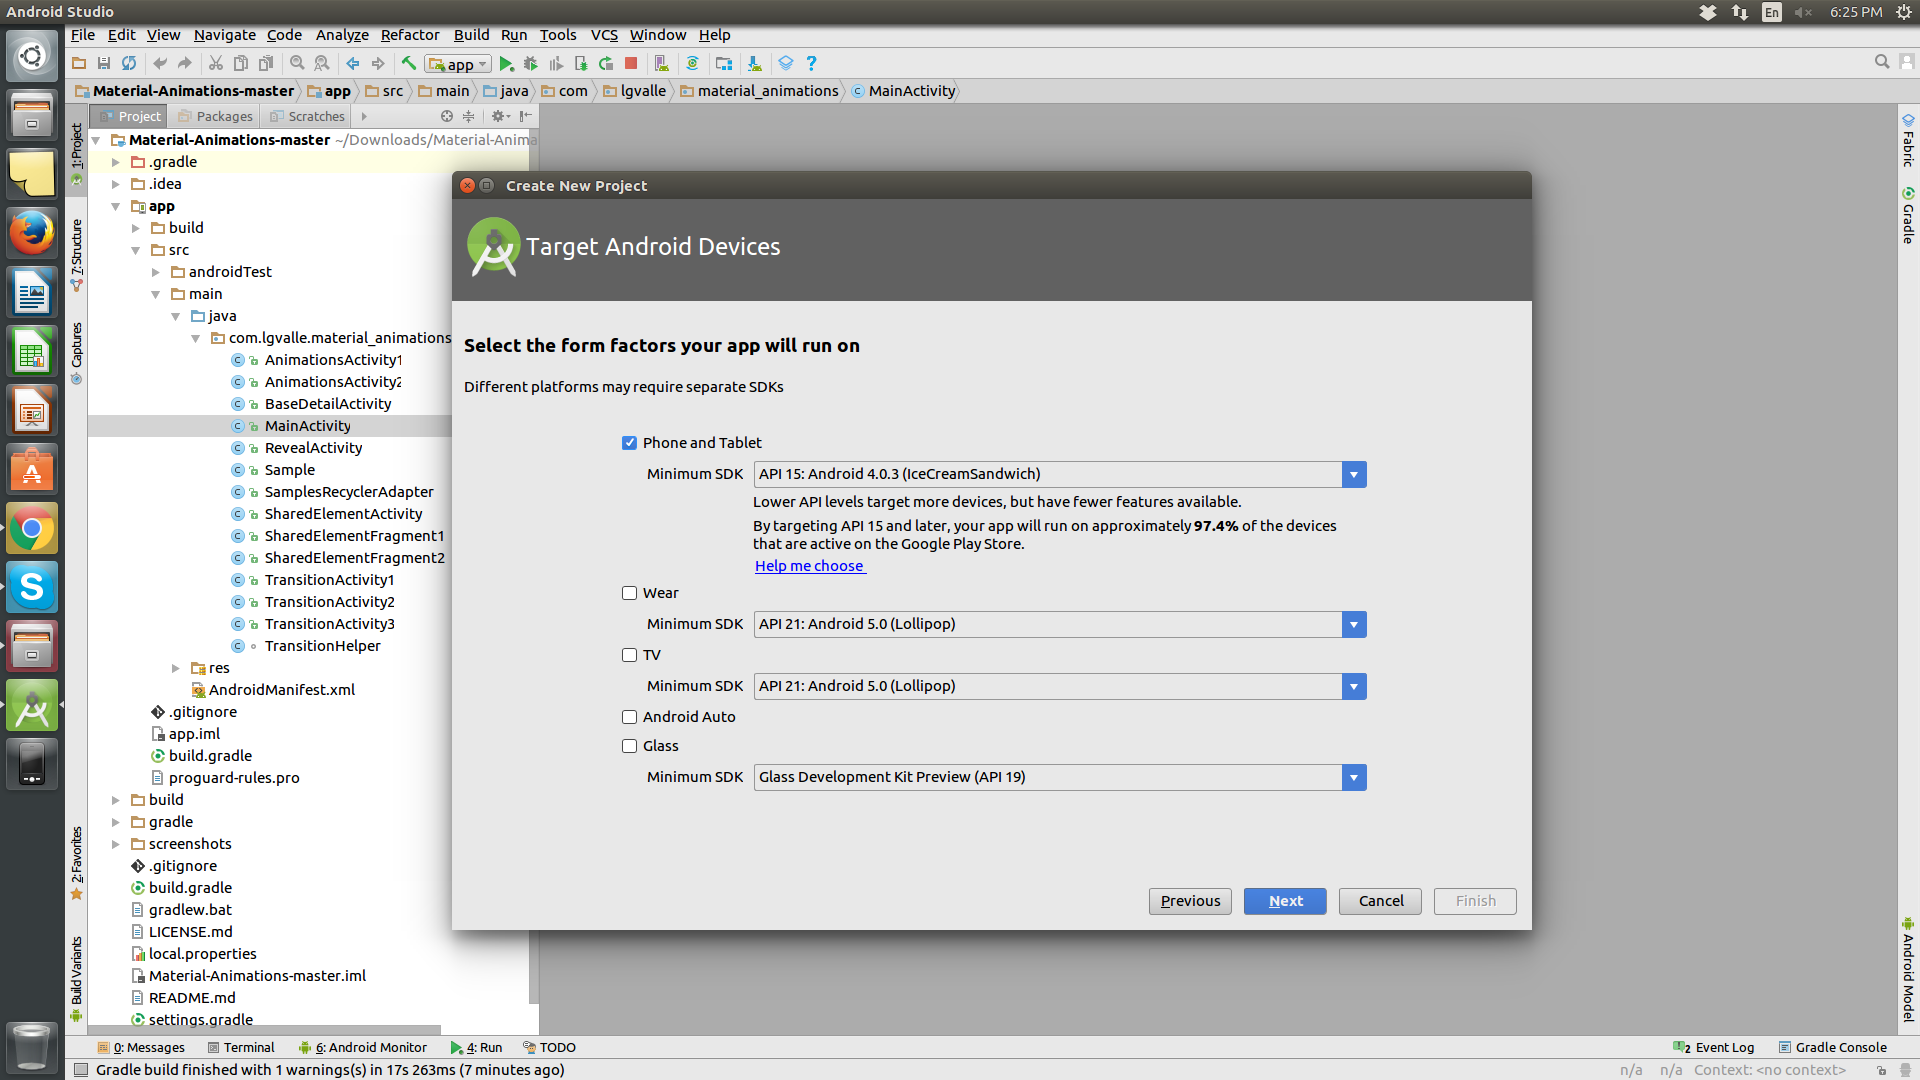 Android Studio
En
6:25 PM
File Edit View Navigate Code Analyze Refactor Build Run Tools VCS Window Help
app
Material-Animations-master app src main java com lgvalle material_animations MainActivity
Project Packages Scratches
1: Project
7: Structure
Captures
2: Favorites
Build Variants
Material-Animations-master ~/Downloads/Material-Anima
.gradle
.idea
app
build
src
androidTest
main
java
com.lgvalle.material_animations
AnimationsActivity1
AnimationsActivity2
BaseDetailActivity
MainActivity
RevealActivity
Sample
SamplesRecyclerAdapter
SharedElementActivity
SharedElementFragment1
SharedElementFragment2
TransitionActivity1
TransitionActivity2
TransitionActivity3
TransitionHelper
res
AndroidManifest.xml
.gitignore
app.iml
build.gradle
proguard-rules.pro
build
gradle
screenshots
.gitignore
build.gradle
gradlew.bat
LICENSE.md
local.properties
Material-Animations-master.iml
README.md
settings.gradle
Create New Project
Target Android Devices
Select the form factors your app will run on
Different platforms may require separate SDKs
Phone and Tablet
Minimum SDK API 15: Android 4.0.3 (IceCreamSandwich)
Lower API levels target more devices, but have fewer features available.
By targeting API 15 and later, your app will run on approximately 97.4% of the devices
that are active on the Google Play Store.
Help me choose
Wear
Minimum SDK API 21: Android 5.0 (Lollipop)
TV
Minimum SDK API 21: Android 5.0 (Lollipop)
Android Auto
Glass
Minimum SDK Glass Development Kit Preview (API 19)
Previous Next Cancel Finish
Fabric
Gradle
Android Model
0: Messages Terminal 6: Android Monitor 4: Run TODO
2 Event Log Gradle Console
Gradle build finished with 1 warnings(s) in 17s 263ms (7 minutes ago)
n/a n/a Context: <no context>